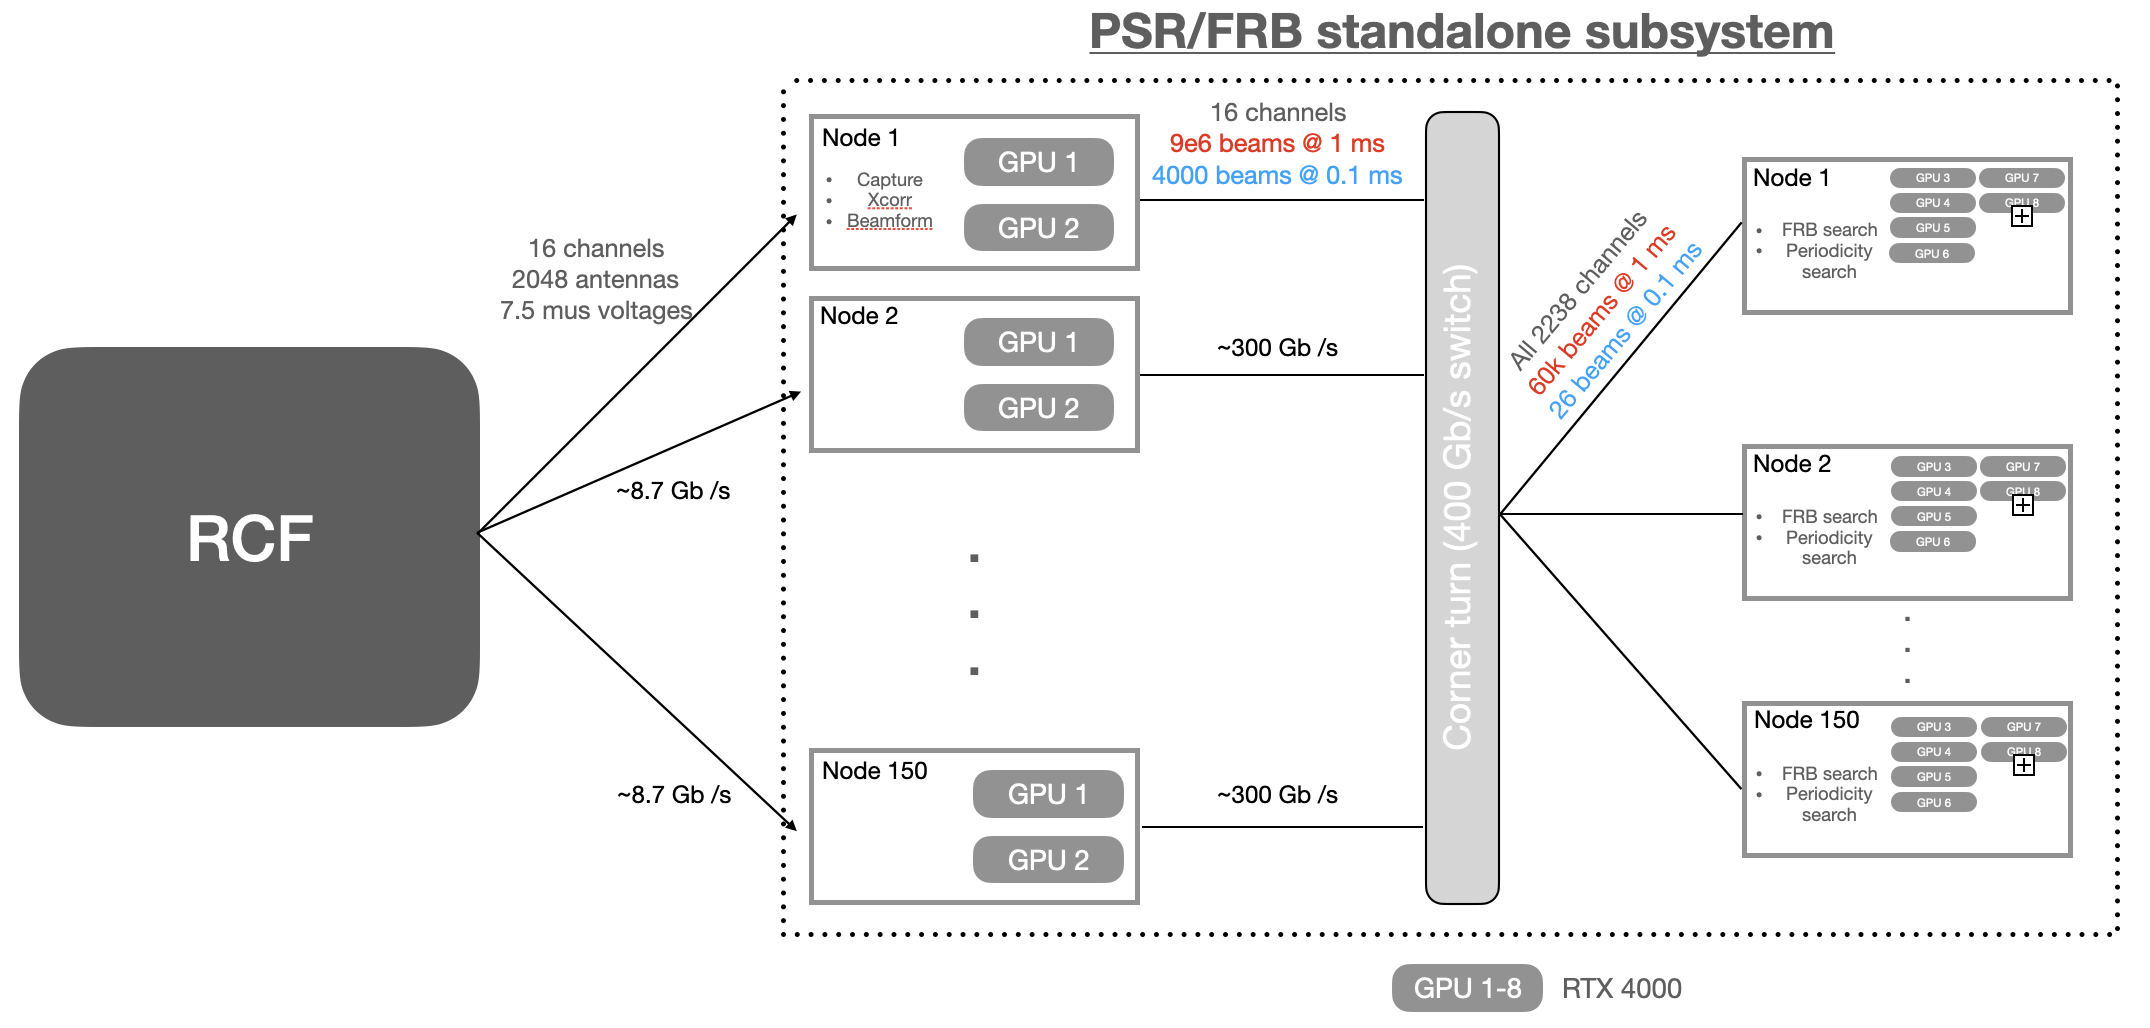 PSR/FRB standalone subsystem
RCF
16 channels
2048 antennas
7.5 mus voltages
~8.7 Gb /s
~8.7 Gb /s
Node 1
• Capture
• Xcorr
• Beamform
GPU 1
GPU 2
Node 2
GPU 1
GPU 2
Node 150
GPU 1
GPU 2
16 channels
9e6 beams @ 1 ms
4000 beams @ 0.1 ms
~300 Gb /s
~300 Gb /s
Corner turn (400 Gb/s switch)
All 2238 channels
60k beams @ 1 ms
26 beams @ 0.1 ms
Node 1
• FRB search
• Periodicity
search
GPU 3
GPU 4
GPU 5
GPU 6
GPU 7
GPU 8
Node 2
• FRB search
• Periodicity
search
GPU 3
GPU 4
GPU 5
GPU 6
GPU 7
GPU 8
Node 150
• FRB search
• Periodicity
search
GPU 3
GPU 4
GPU 5
GPU 6
GPU 7
GPU 8
GPU 1-8 RTX 4000